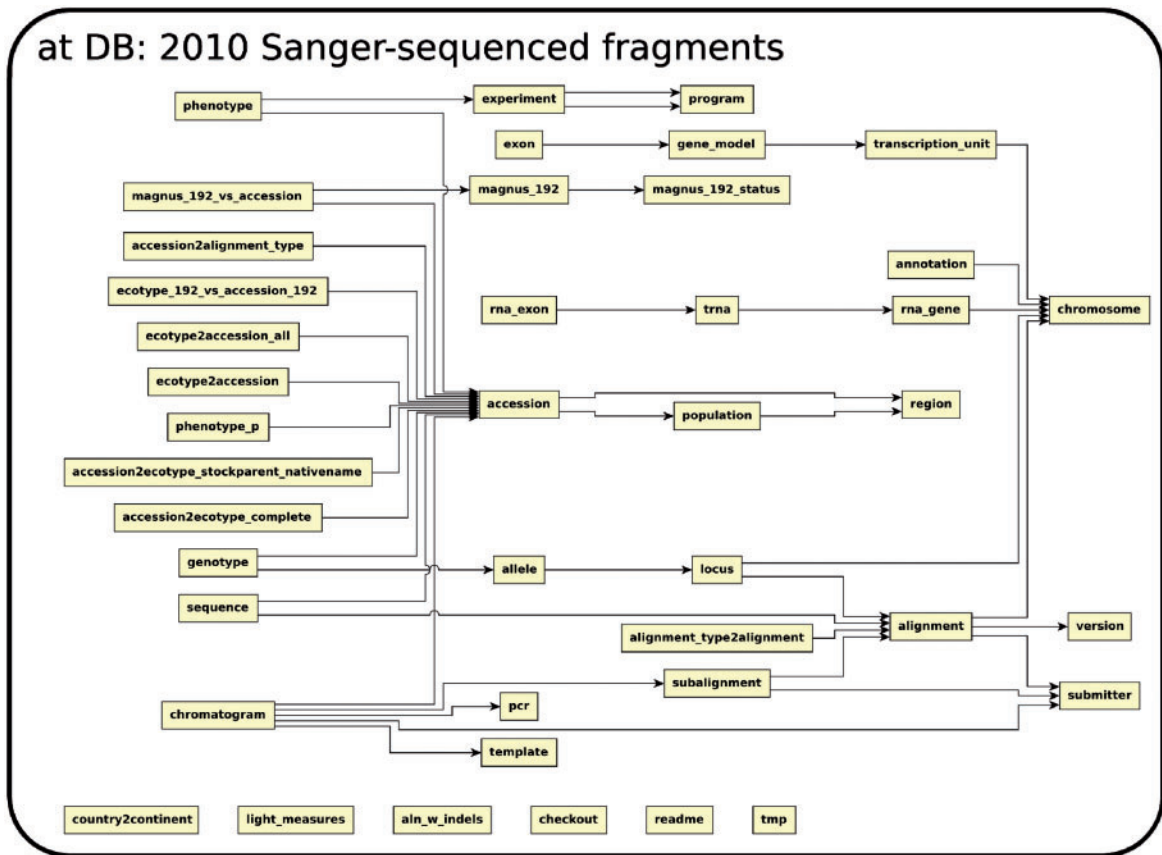 at DB: 2010 Sanger-sequenced fragments
phenotype
experiment
program
exon
gene_model
transcription_unit
magnus_192_vs_accession
magnus_192
magnus_192_status
accession2alignment_type
annotation
ecotype_192_vs_accession_192
rna_exon
trna
rna_gene
chromosome
ecotype2accession_all
ecotype2accession
accession
population
region
phenotype_p
accession2ecotype_stockparent_nativename
accession2ecotype_complete
genotype
allele
locus
sequence
alignment_type2alignment
alignment
version
subalignment
submitter
chromatogram
pcr
template
country2continent
light_measures
aln_w_indels
checkout
readme
tmp